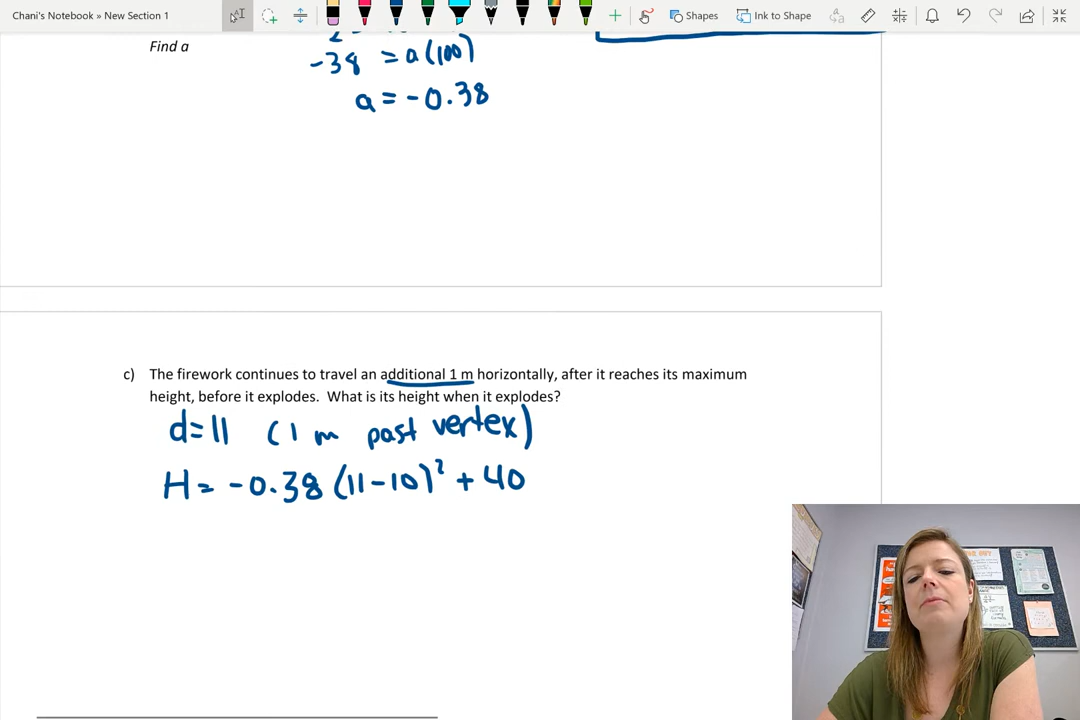 Chani's Notebook » New Section 1
Shapes
Ink to Shape
Find a
-38 = a(100)
a = -0.38
c) The firework continues to travel an additional 1 m horizontally, after it reaches its maximum
height, before it explodes. What is its height when it explodes?
d=11 (1 m past vertex)
H = -0.38 (11-10)² + 40